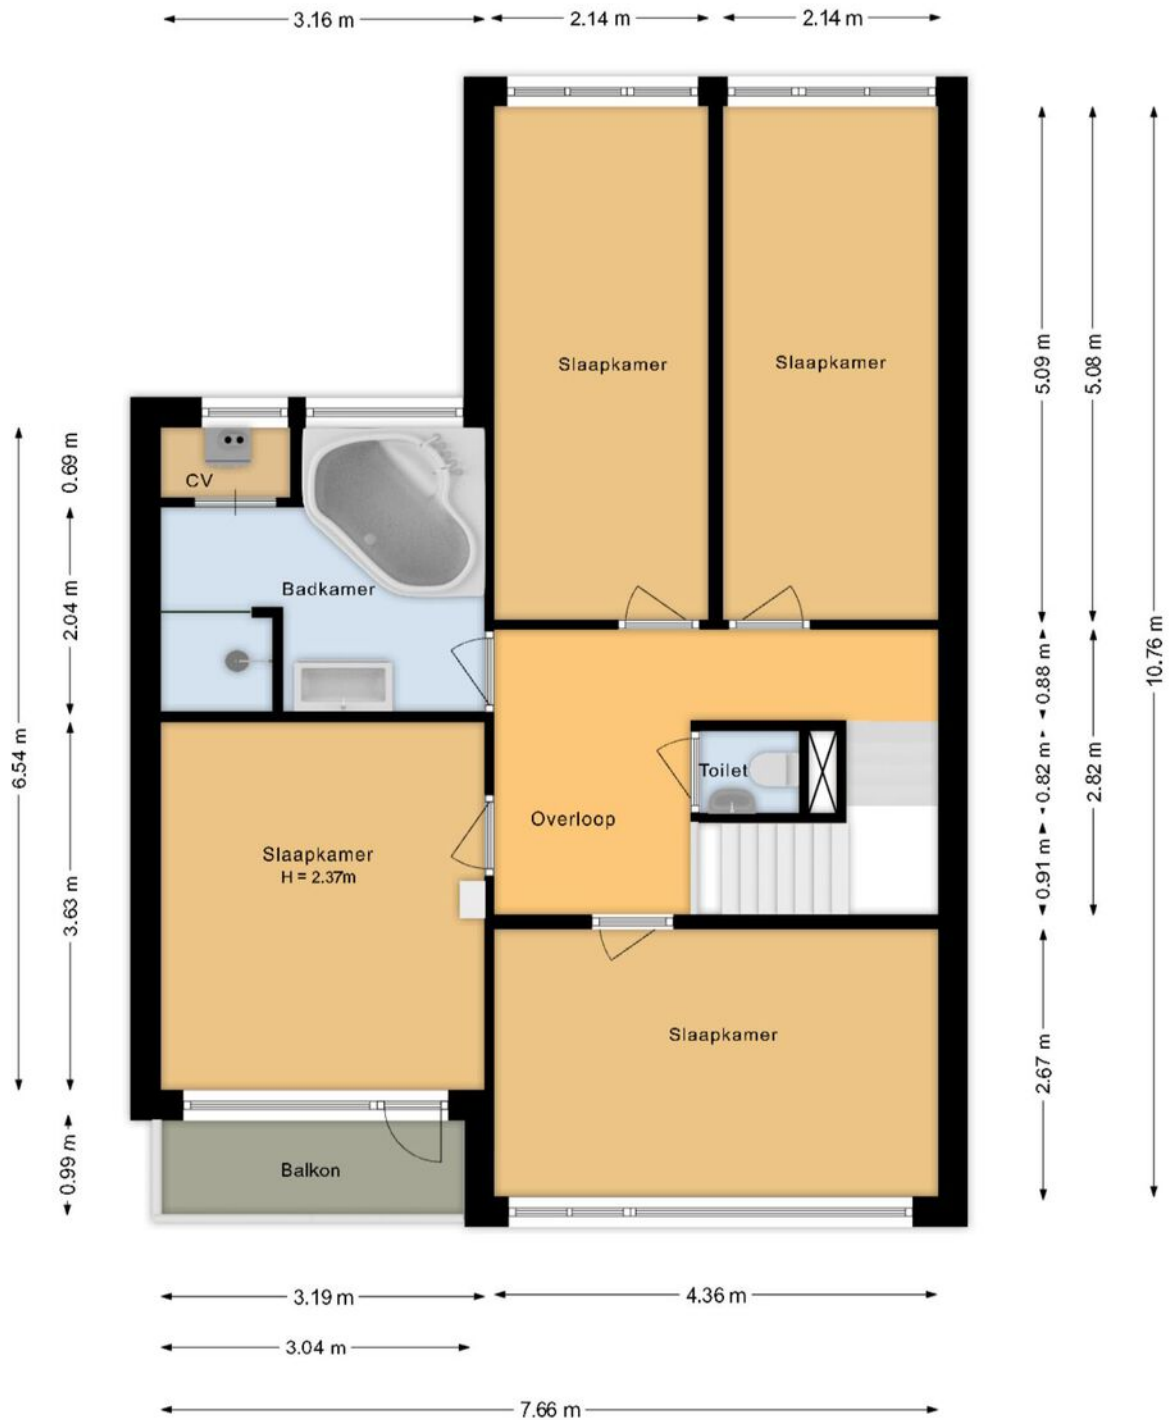 3.16 m
2.14 m
2.14 m
Slaapkamer
Slaapkamer
5.09 m
5.08 m
10.76 m
0.69 m
CV
Badkamer
2.04 m
6.54 m
0.88 m
Toilet
0.82 m
2.82 m
Overloop
Slaapkamer
H = 2.37m
0.91 m
3.63 m
Slaapkamer
2.67 m
0.99 m
Balkon
3.19 m
4.36 m
3.04 m
7.66 m